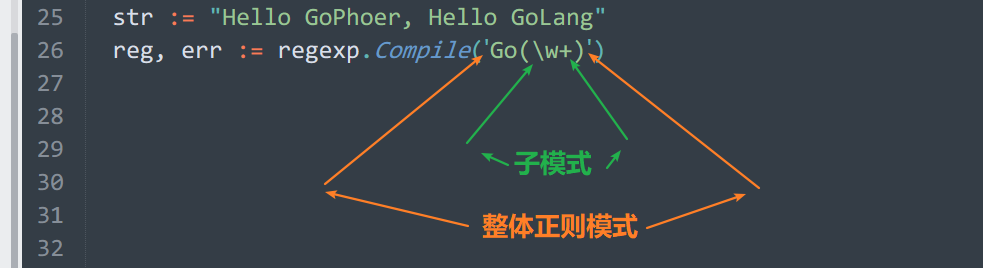 25 str := "Hello GoPhoer, Hello GoLang"
26 reg, err := regexp.Compile('Go(\w+)')
27
28
29
子模式
30
31
整体正则模式
32